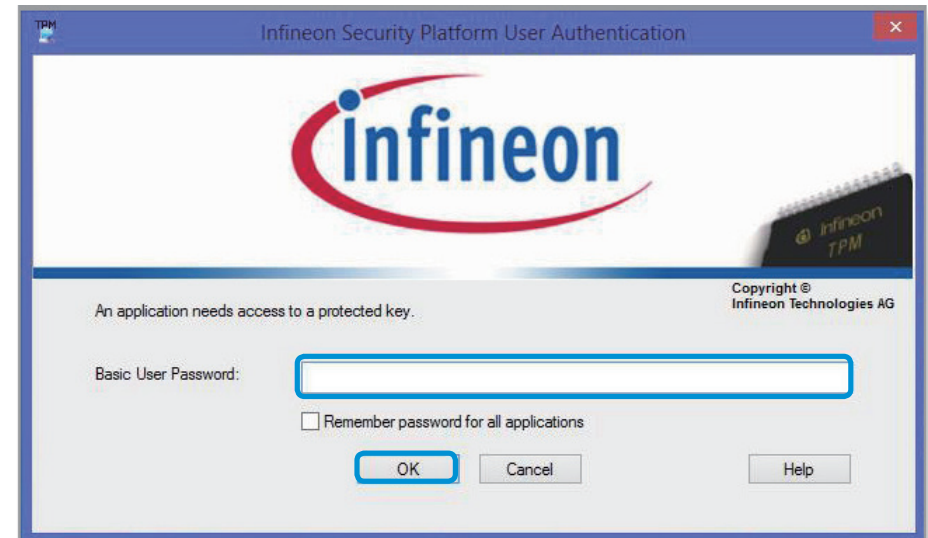 TPM
Infineon Security Platform User Authentication
infineon
infineon
TPM
Copyright ©
Infineon Technologies AG
An application needs access to a protected key.
Basic User Password:
Remember password for all applications
OK Cancel Help